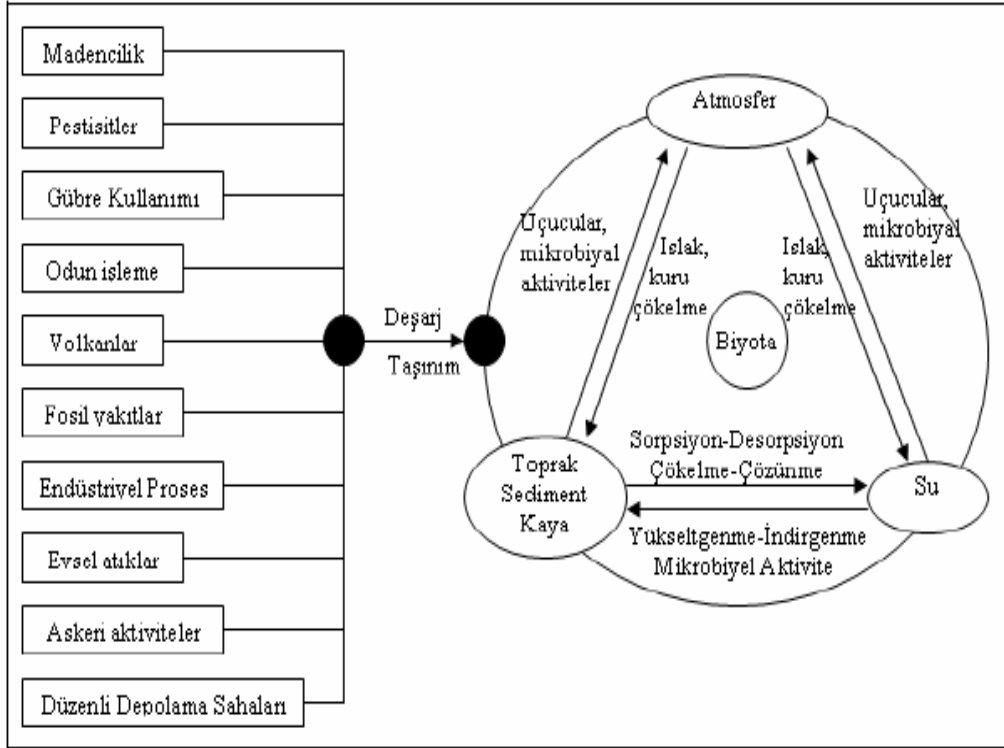 Madencilik
Pestisitler
Gübre Kullanımı
Odun işleme
Volkanlar
Fosil yakıtlar
Endüstriyel Proses
Evsel atıklar
Askeri aktiviteler
Düzenli Depolama Sahaları
Deşarj
Taşınım
Atmosfer
Uçucular,
mikrobiyal
aktiviteler
Islak,
kuru
çökelme
Islak,
kuru
çökelme
Uçucular,
mikrobiyal
aktiviteler
Biyota
Toprak
Sediment
Kaya
Sorpsiyon-Desorpsiyon
Çökelme-Çözünme
Su
Yükseltgenme-İndirgenme
Mikrobiyel Aktivite